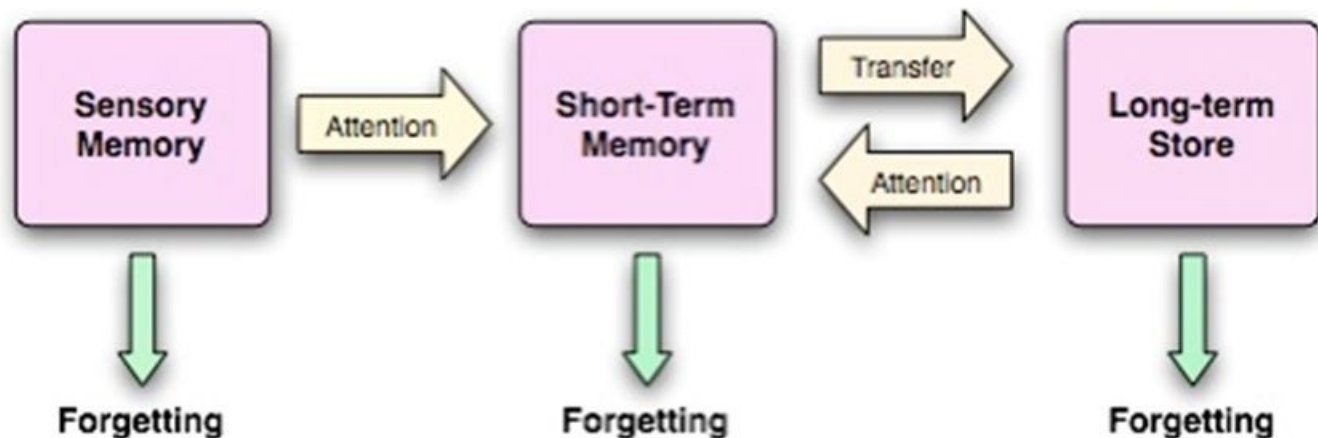 Sensory
Memory
Attention
Short-Term
Memory
Transfer
Attention
Long-term
Store
Forgetting
Forgetting
Forgetting